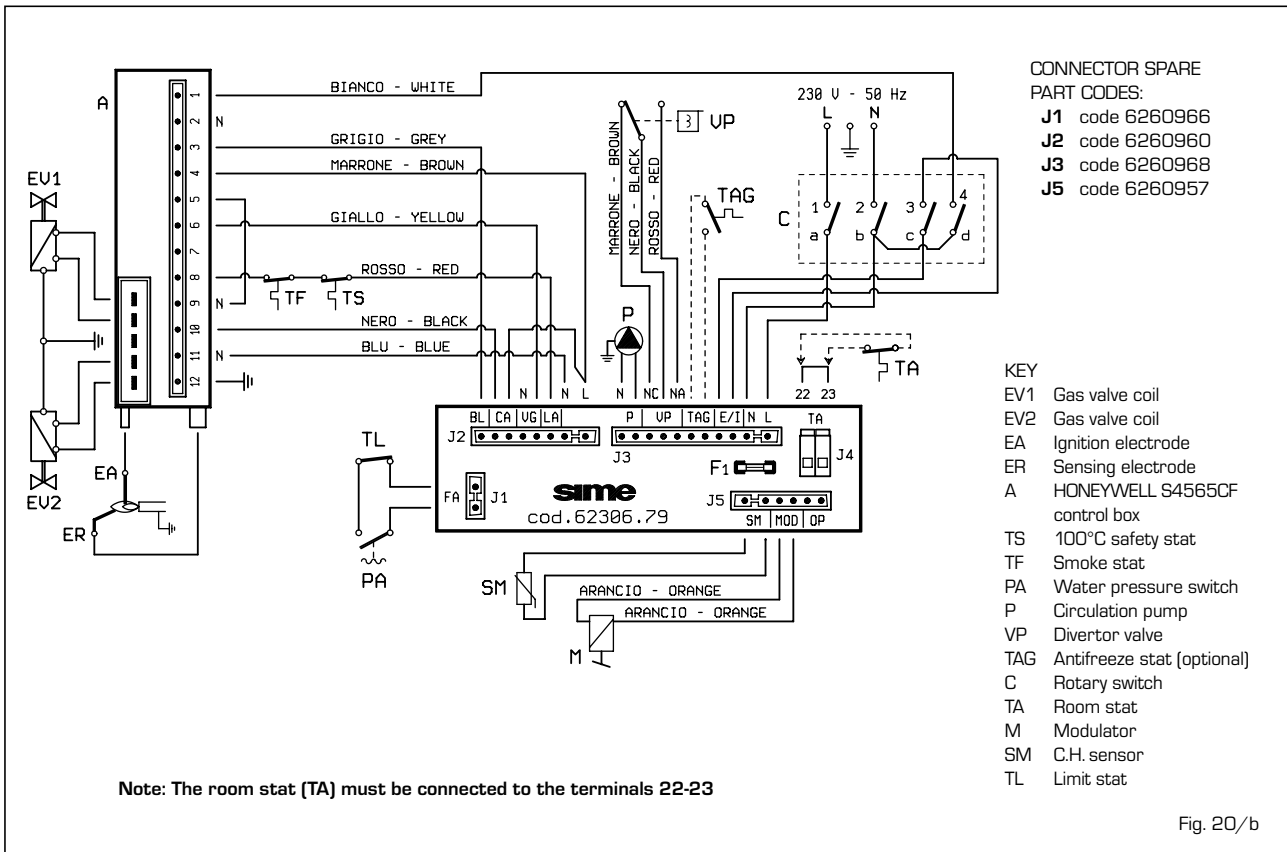 CONNECTOR SPARE
PART CODES:
J1 code 6260966
J2 code 6260960
J3 code 6260968
J5 code 6260957
A
1
2
3
4
5
6
7
8
9
10
11
12
N
N
N
BIANCO - WHITE
GRIGIO - GREY
MARRONE - BROWN
GIALLO - YELLOW
ROSSO - RED
NERO - BLACK
BLU - BLUE
TF
TS
EV1
EV2
EA
ER
MARRONE - BROWN
NERO - BLACK
ROSSO - RED
VP
TAG
P
230 V - 50 Hz
L N
C
1 2 3 4
a b c d
TA
22 23
N N L
N P NC NA
BL CA VG LA
J2
P VP TAG E/I N L
J3
TA
J4
F1
FA J1
sime
cod.62306.79
J5
SM MOD OP
TL
PA
SM
ARANCIO - ORANGE
ARANCIO - ORANGE
M
KEY
EV1 Gas valve coil
EV2 Gas valve coil
EA Ignition electrode
ER Sensing electrode
A HONEYWELL S4565CF
control box
TS 100°C safety stat
TF Smoke stat
PA Water pressure switch
P Circulation pump
VP Divertor valve
TAG Antifreeze stat (optional)
C Rotary switch
TA Room stat
M Modulator
SM C.H. sensor
TL Limit stat
Note: The room stat (TA) must be connected to the terminals 22-23
Fig. 20/b